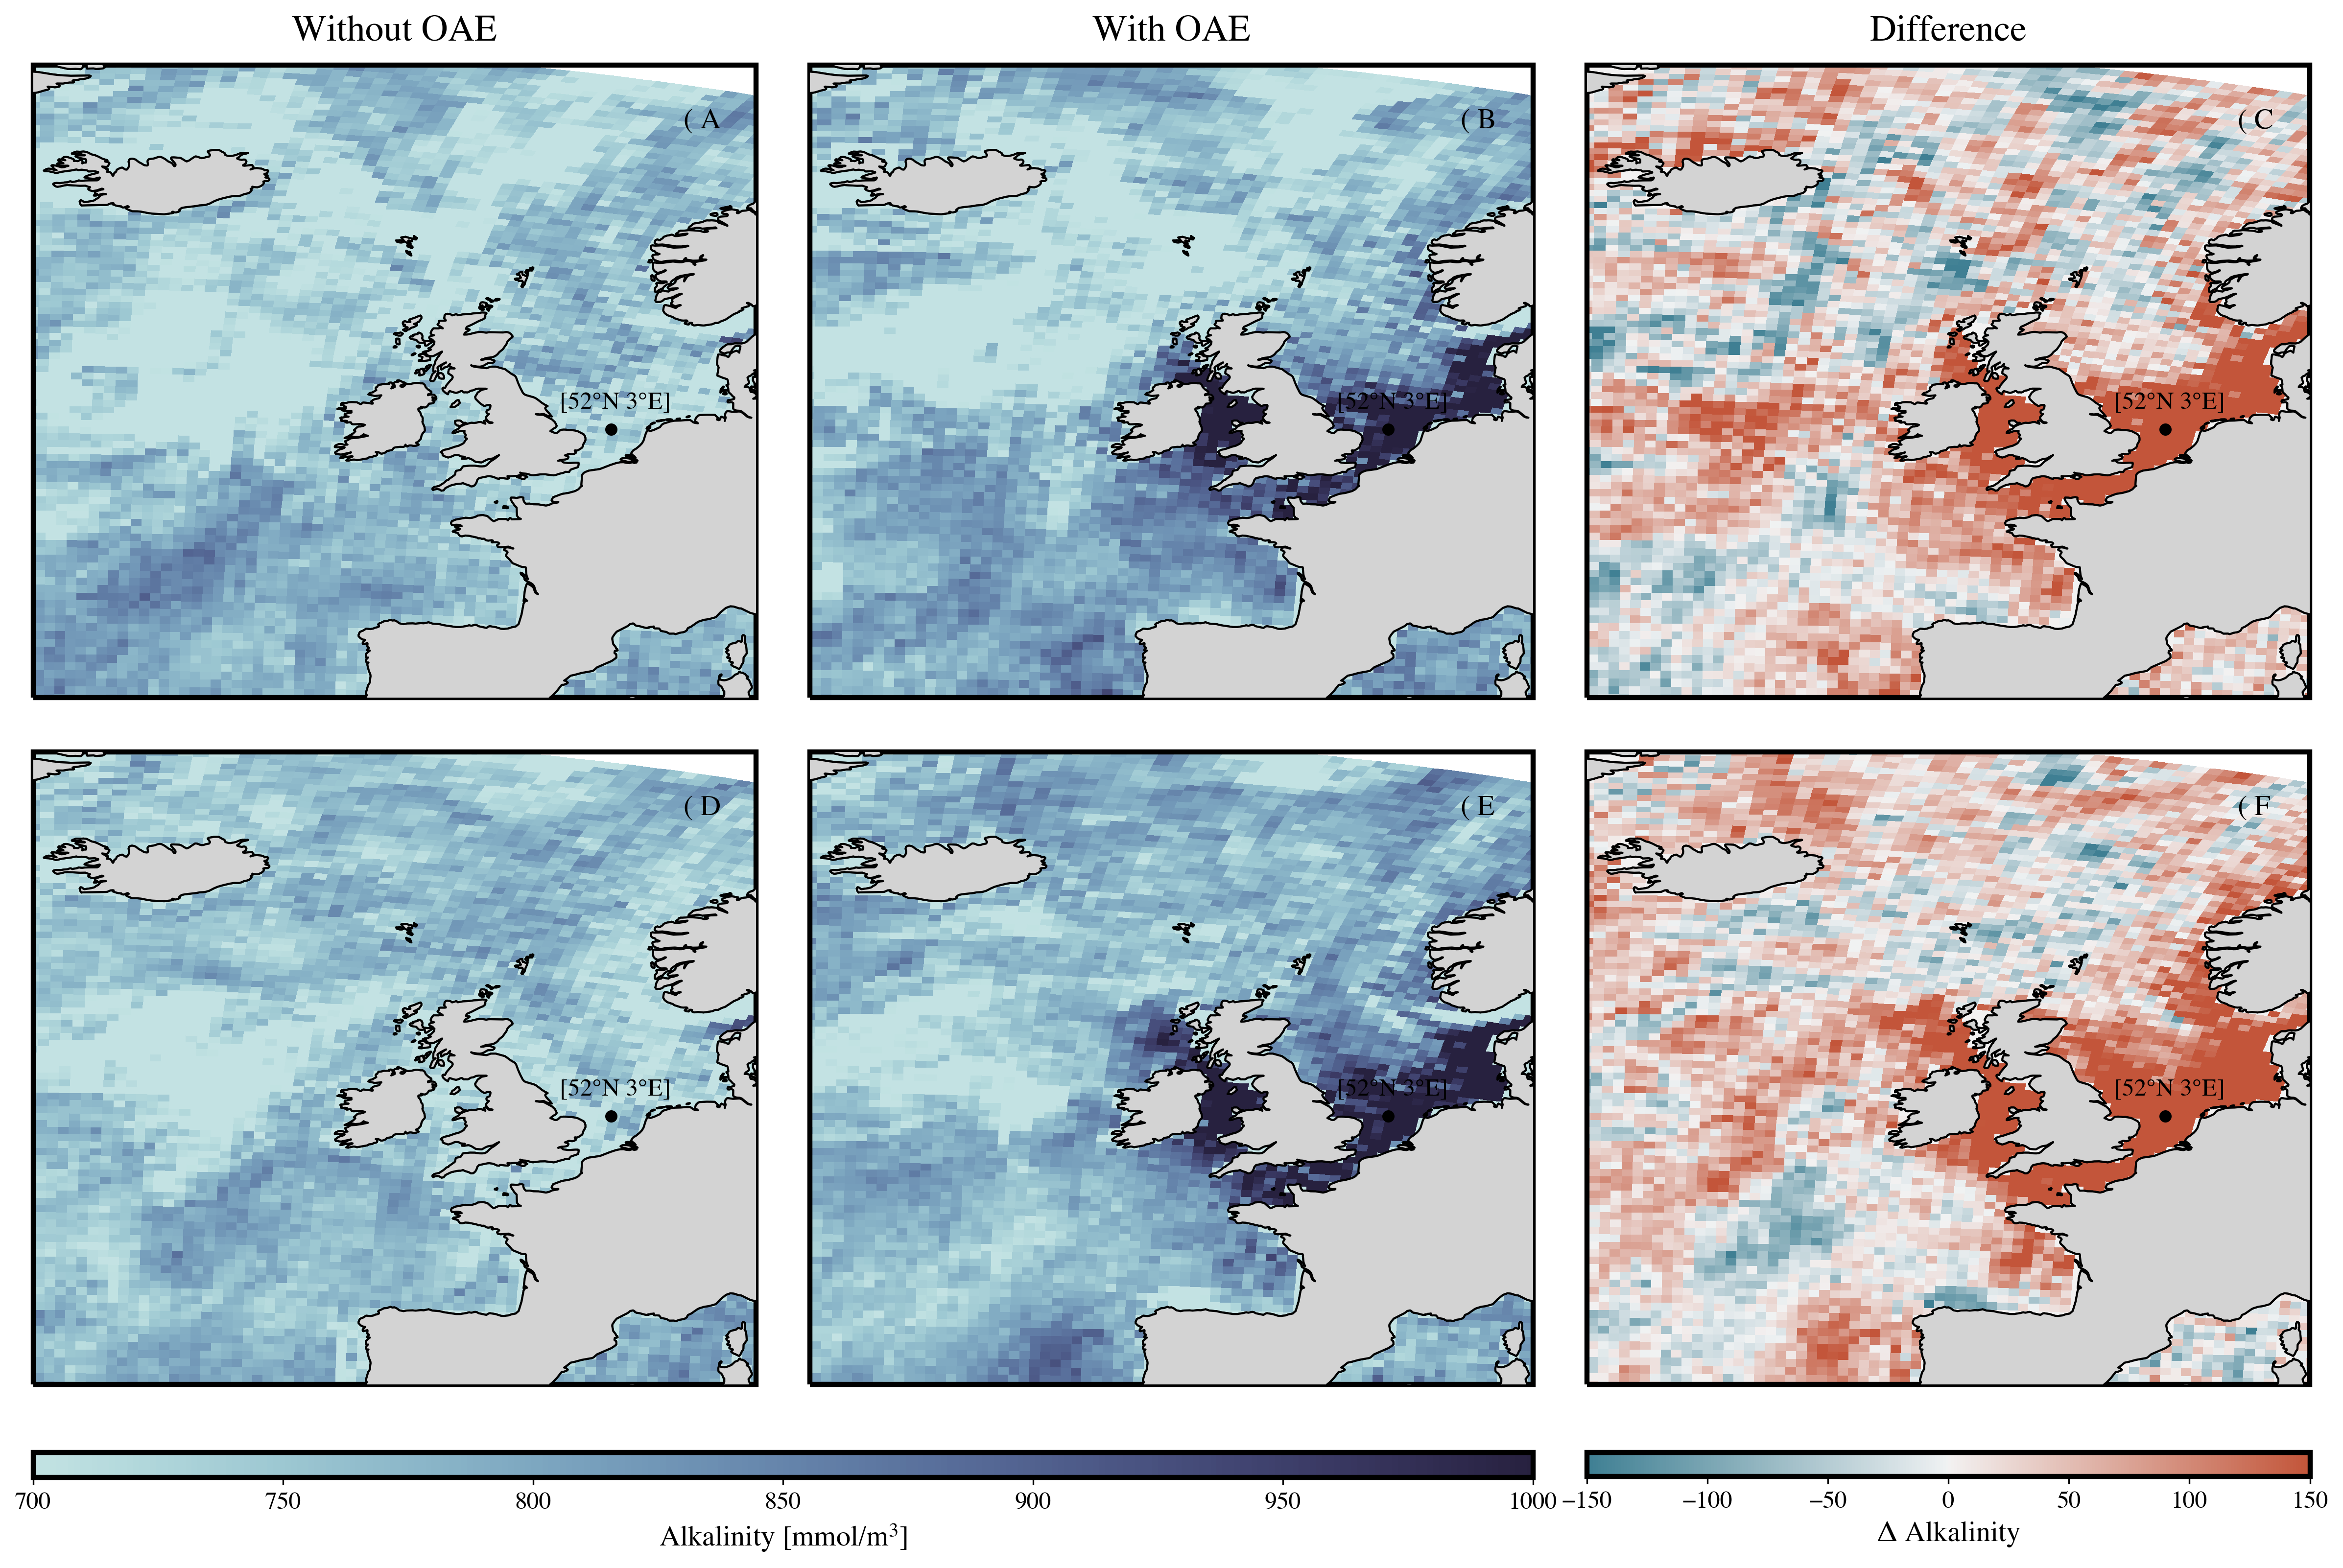 Without OAE
With OAE
Difference
( A
( B
( C
[52°N 3°E]
[52°N 3°E]
[52°N 3°E]
( D
( E
( F
[52°N 3°E]
[52°N 3°E]
[52°N 3°E]
700 750 800 850 900 950 1000
Alkalinity [mmol/m³]
−150 −100 −50 0 50 100 150
Δ Alkalinity